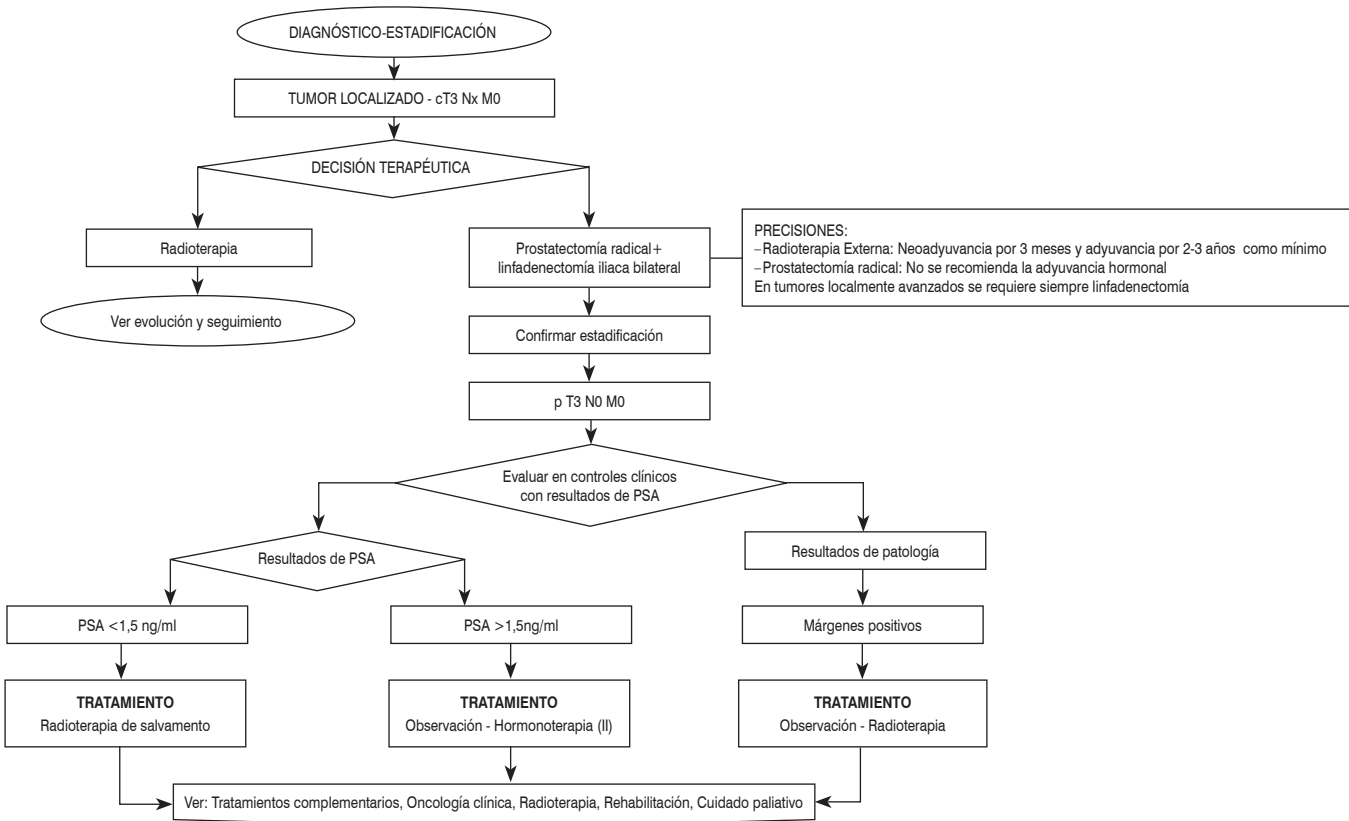 DIAGNÓSTICO-ESTADIFICACIÓN
TUMOR LOCALIZADO - cT3 Nx M0
DECISIÓN TERAPÉUTICA
Radioterapia
Ver evolución y seguimiento
Prostatectomía radical+
linfadenectomía iliaca bilateral
PRECISIONES:
–Radioterapia Externa: Neoadyuvancia por 3 meses y adyuvancia por 2-3 años como mínimo
–Prostatectomía radical: No se recomienda la adyuvancia hormonal
En tumores localmente avanzados se requiere siempre linfadenectomía
Confirmar estadificación
p T3 N0 M0
Evaluar en controles clínicos
con resultados de PSA
Resultados de PSA
Resultados de patología
PSA <1,5 ng/ml
PSA >1,5ng/ml
Márgenes positivos
TRATAMIENTO
Radioterapia de salvamento
TRATAMIENTO
Observación - Hormonoterapia (II)
TRATAMIENTO
Observación - Radioterapia
Ver: Tratamientos complementarios, Oncología clínica, Radioterapia, Rehabilitación, Cuidado paliativo